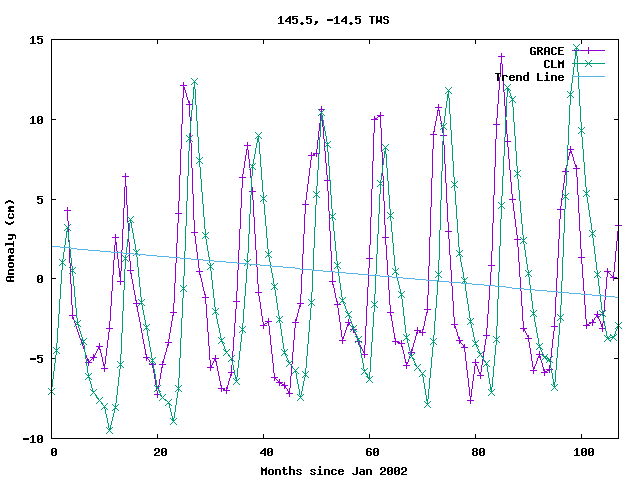 145.5, -14.5 TWS
GRACE
CLM
Trend Line
Anomaly (cm)
15
10
5
0
-5
-10
0 20 40 60 80 100
Months since Jan 2002